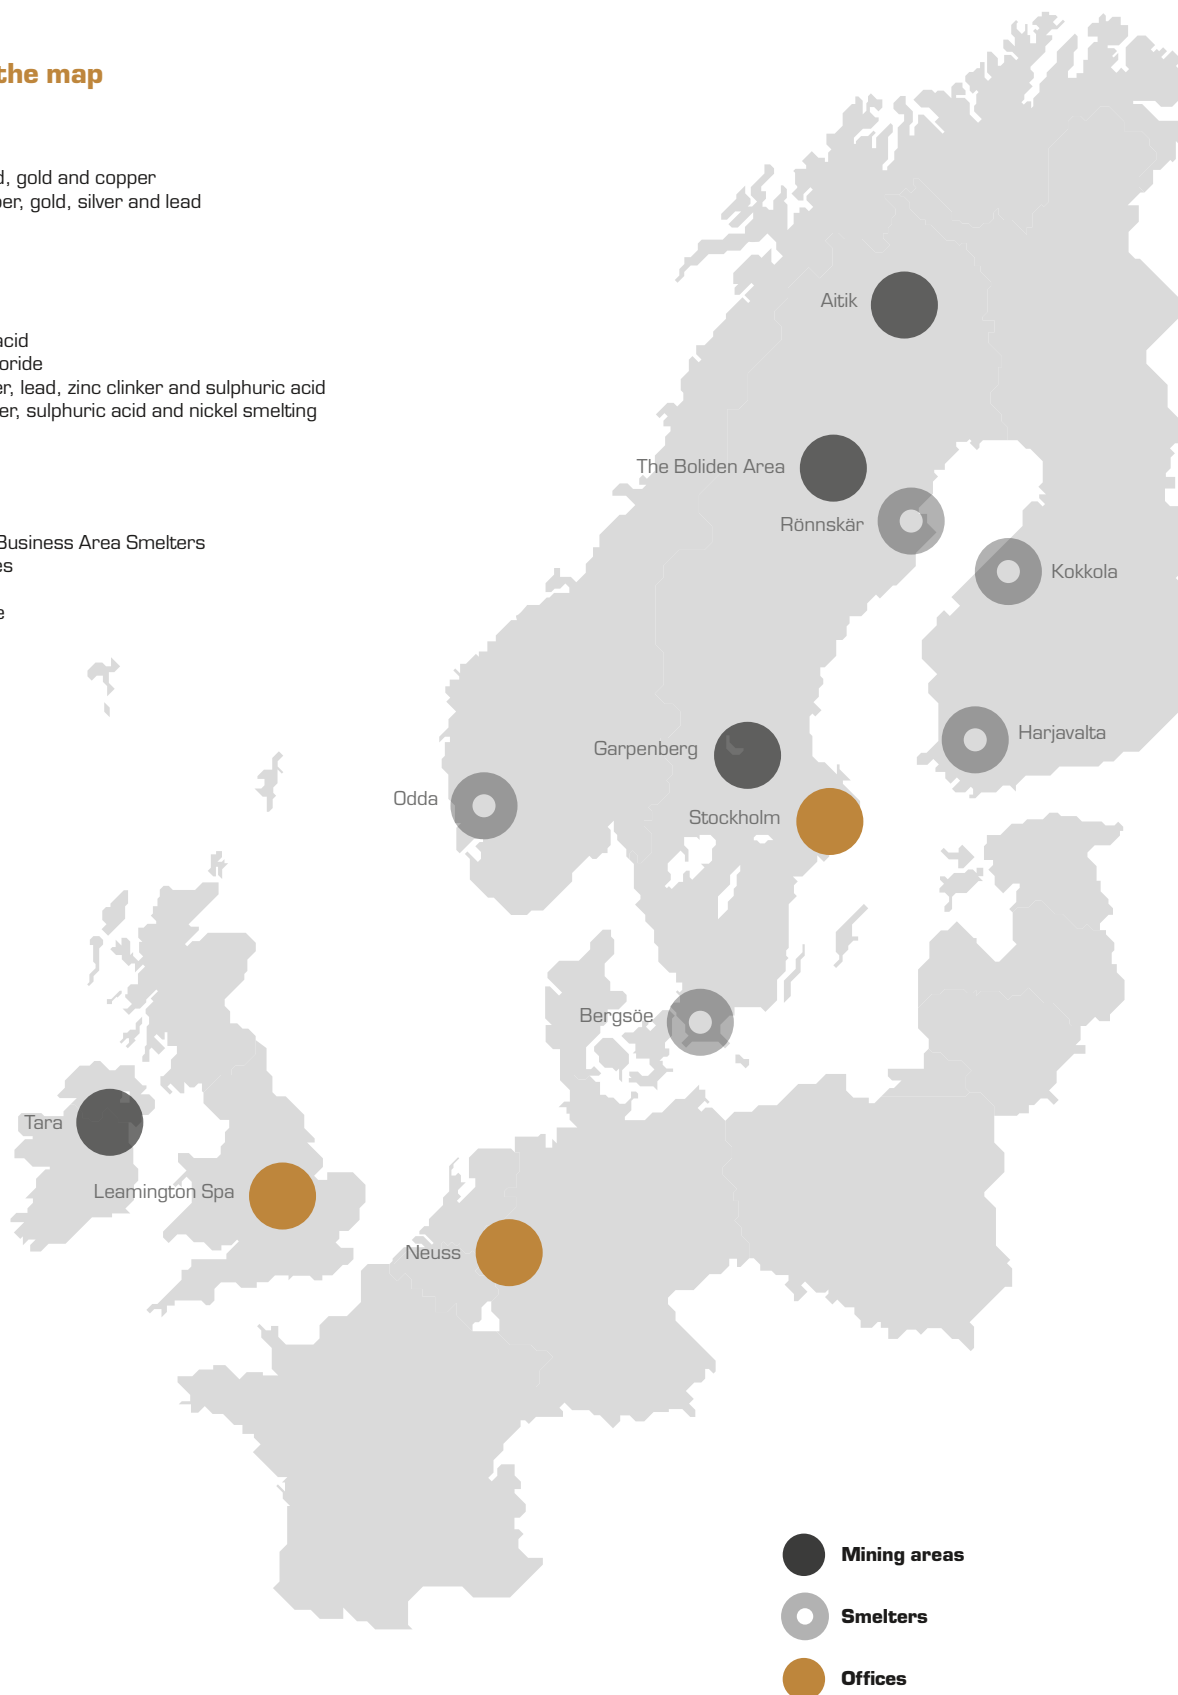 the map
, gold and copper
er, gold, silver and lead
acid
oride
er, lead, zinc clinker and sulphuric acid
er, sulphuric acid and nickel smelting
Business Area Smelters
es
e
Aitik
The Boliden Area
Rönnskär
Kokkola
Harjavalta
Garpenberg
Odda
Stockholm
Bergsöe
Tara
Leamington Spa
Neuss
Mining areas
Smelters
Offices